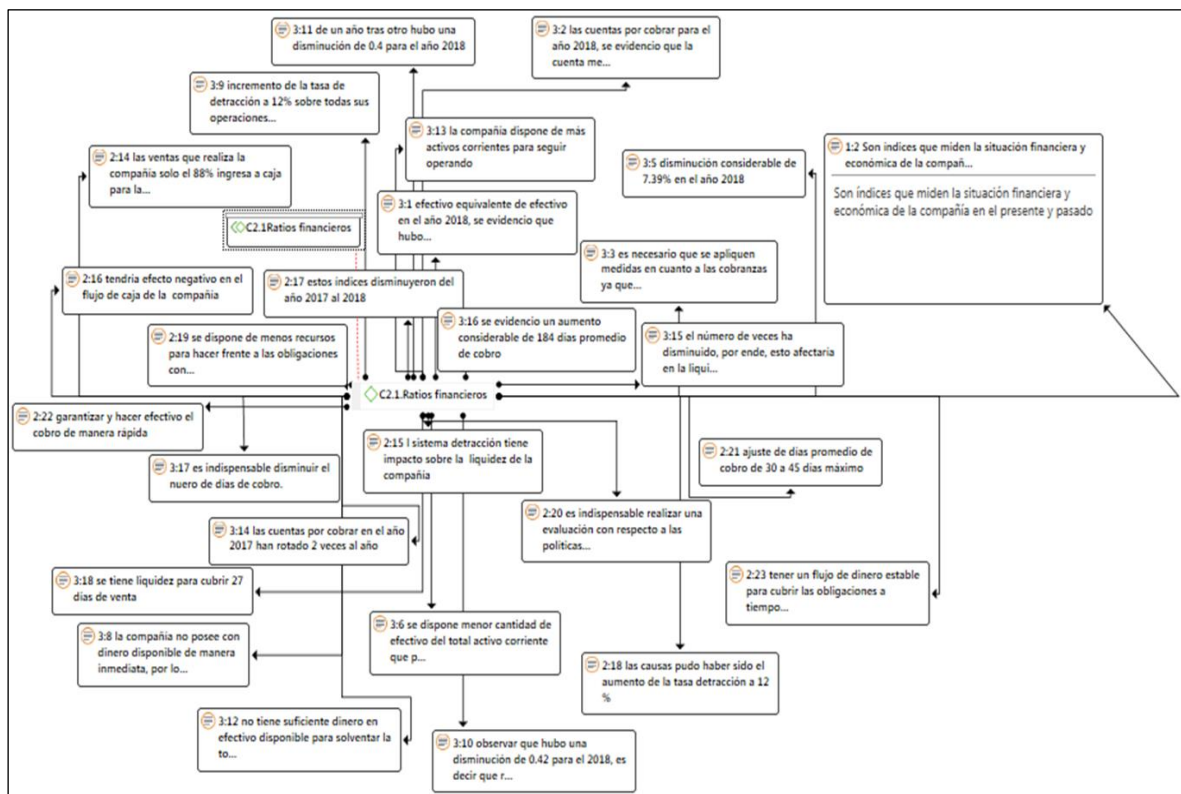 3:11 de un año tras otro hubo una
disminución de 0.4 para el año 2018
3:2 las cuentas por cobrar para el
año 2018, se evidencio que la
cuenta me...
3:9 incremento de la tasa de
detracción a 12% sobre todas sus
operaciones...
3:13 la compañía dispone de más
activos corrientes para seguir
operando
2:14 las ventas que realiza la
compañía solo el 88% ingresa a caja
para la...
3:5 disminución considerable de
7.39% en el año 2018
1:2 Son índices que miden la situación financiera y
económica de la compañ...
Son índices que miden la situación financiera y
económica de la compañía en el presente y pasado
3:1 efectivo equivalente de efectivo
en el año 2018, se evidencio que
hubo...
C2.1Ratios financieros
3:3 es necesario que se apliquen
medidas en cuanto a las cobranzas
ya que...
2:16 tendría efecto negativo en el
flujo de caja de la compañía
2:17 estos índices disminuyeron del
año 2017 al 2018
3:16 se evidencio un aumento
considerable de 184 días promedio
de cobro
3:15 el número de veces ha
disminuido, por ende, esto afectaria
en la liqui...
2:19 se dispone de menos recursos
para hacer frente a las obligaciones
con...
C2.1.Ratios financieros
2:22 garantizar y hacer efectivo el
cobro de manera rápida
2:15 l sistema detracción tiene
impacto sobre la liquidez de la
compañía
2:21 ajuste de días promedio de
cobro de 30 a 45 días máximo
3:17 es indispensable disminuir el
nuero de días de cobro.
2:20 es indispensable realizar una
evaluación con respecto a las
políticas...
3:14 las cuentas por cobrar en el año
2017 han rotado 2 veces al año
3:18 se tiene liquidez para cubrir 27
días de venta
2:23 tener un flujo de dinero estable
para cubrir las obligaciones a
tiempo...
3:6 se dispone menor cantidad de
efectivo del total activo corriente
que p...
3:8 la compañía no posee con
dinero disponible de manera
inmediata, por lo...
2:18 las causas pudo haber sido el
aumento de la tasa detracción a 12
%
3:12 no tiene suficiente dinero en
efectivo disponible para solventar la
to...
3:10 observar que hubo una
disminución de 0.42 para el 2018, es
decir que r...